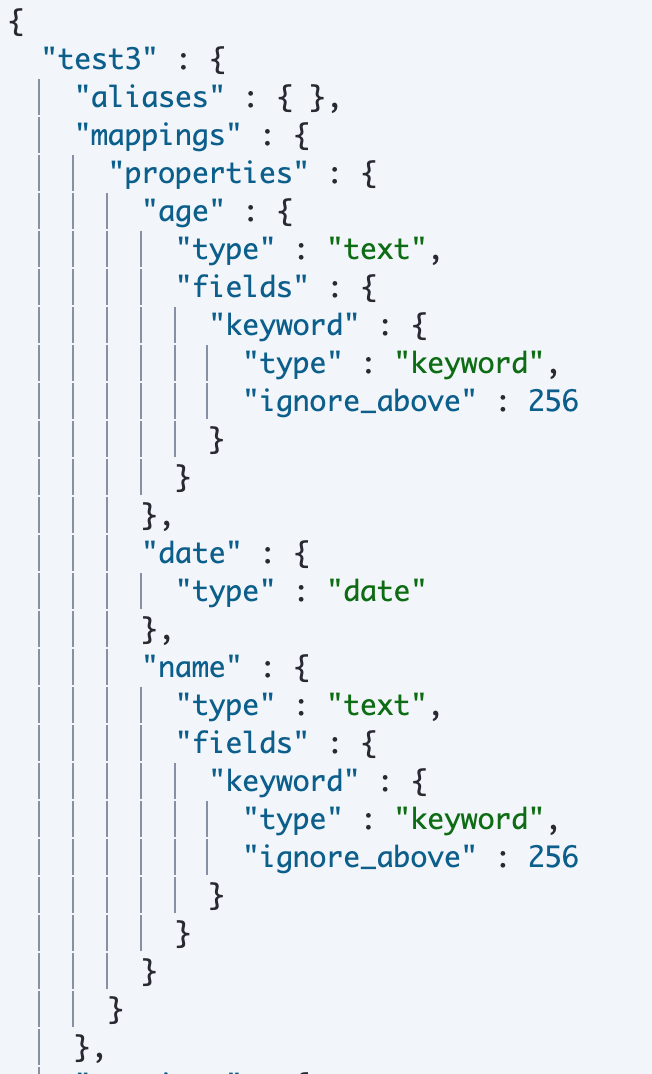 {
  "test3" : {
    "aliases" : { },
    "mappings" : {
      "properties" : {
        "age" : {
          "type" : "text",
          "fields" : {
            "keyword" : {
              "type" : "keyword",
              "ignore_above" : 256
            }
          }
        },
        "date" : {
          "type" : "date"
        },
        "name" : {
          "type" : "text",
          "fields" : {
            "keyword" : {
              "type" : "keyword",
              "ignore_above" : 256
            }
          }
        }
      }
    },